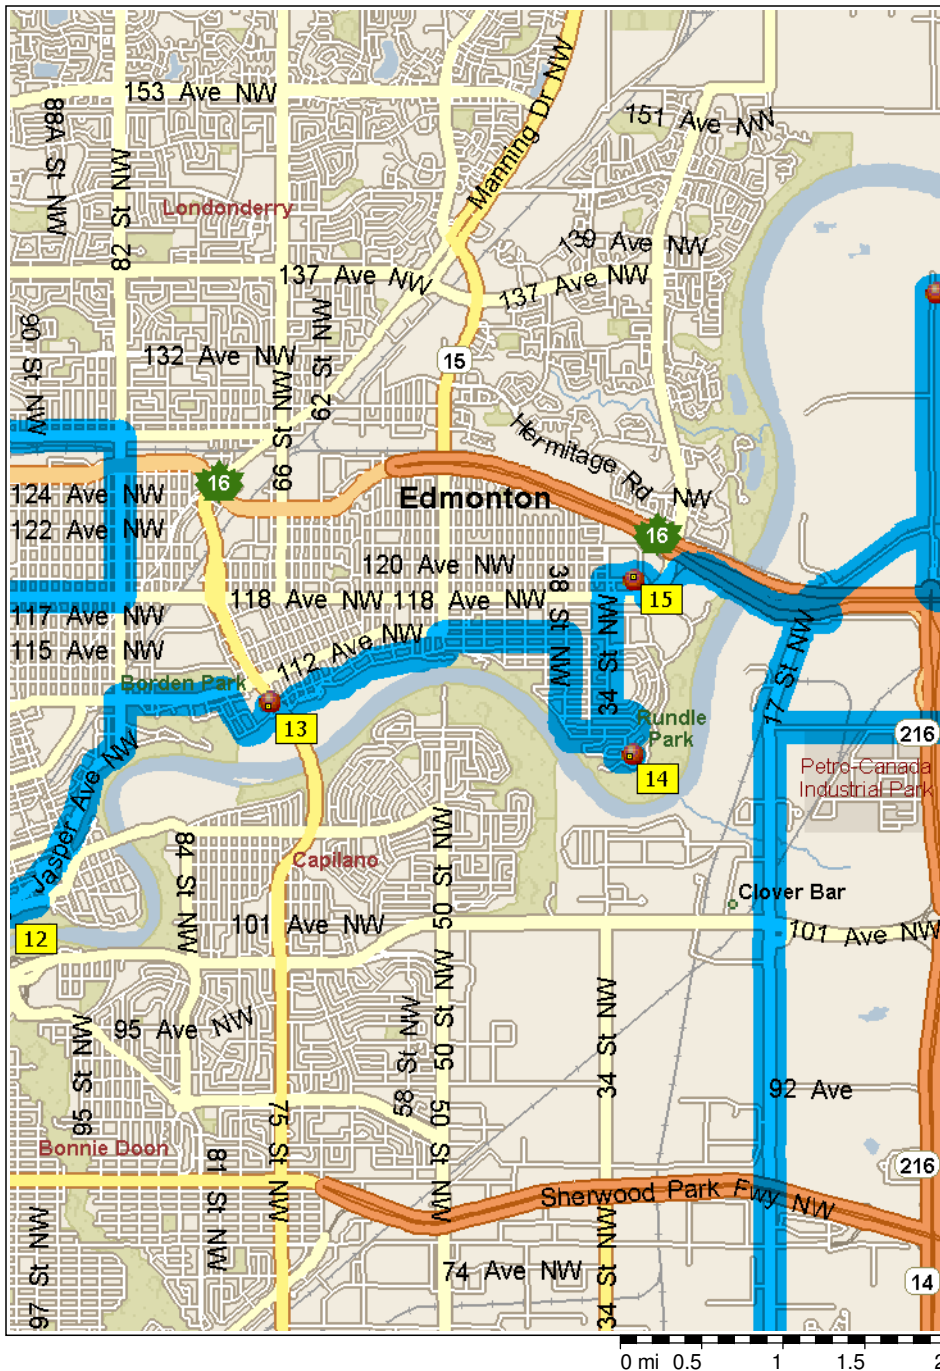 153 Ave NW
Manning Dr NW
88A St NW
151 Ave NW
82 St NW
Londonderry
139 Ave NW
137 Ave NW
137 Ave NW
62 St NW
90 St NW
132 Ave NW
15
69 St NW
Hermitage Rd NW
16
124 Ave NW
Edmonton
122 Ave NW
16
120 Ave NW
38 St NW
15
118 Ave NW
118 Ave NW
117 Ave NW
34 St NW
115 Ave NW
112 Ave NW
17 St NW
Borden Park
13
Rundle
Park
216
14
Petro-Canada
Industrial Park
Jasper Ave NW
84 St NW
50 St NW
Capilano
Clover Bar
12
101 Ave NW
101 Ave NW
95 Ave NW
95 St NW
58 St NW
50 St NW
34 St NW
92 Ave
75 St NW
50 St NW
Bonnie Doon
81 St NW
216
Sherwood Park Fwy NW
97 St NW
74 Ave NW
34 St NW
14
0 mi 0.5 1 1.5 2